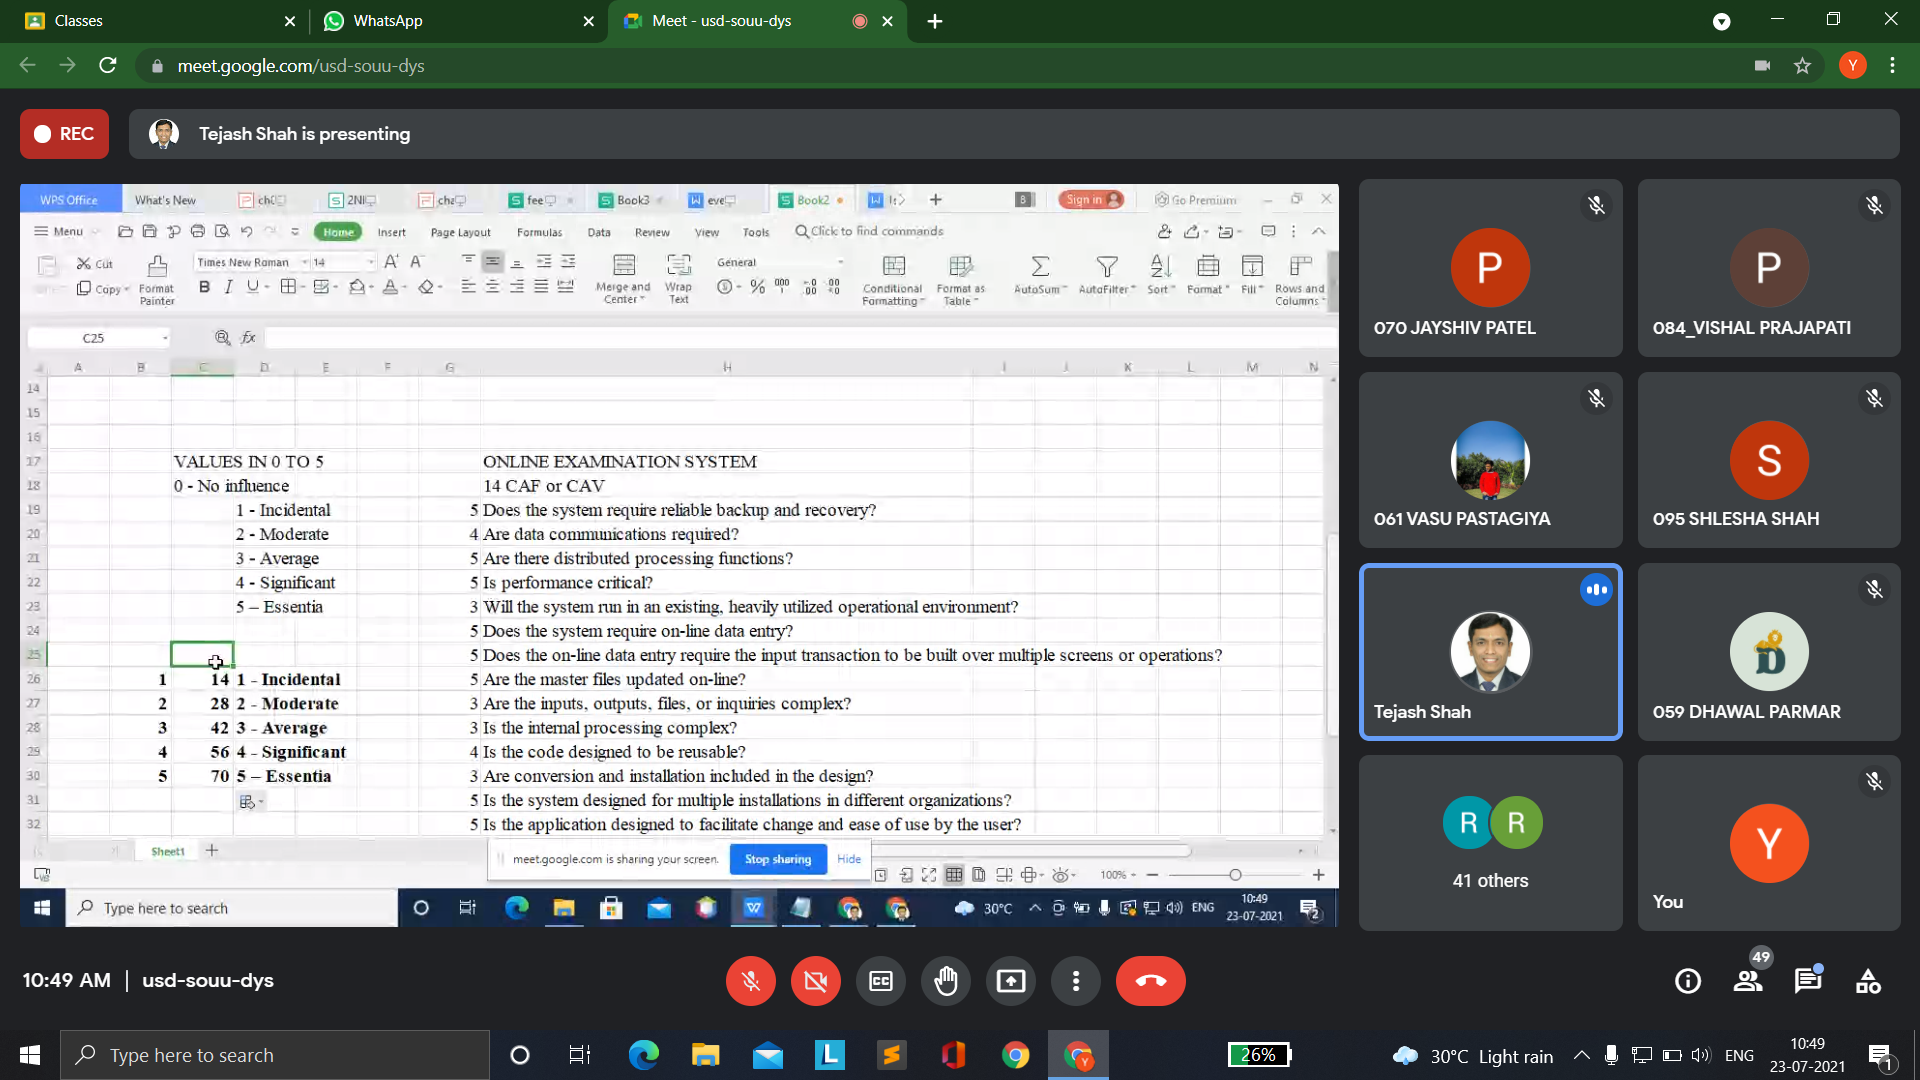 Classes
WhatsApp
Meet - usd-souu-dys
meet.google.com/usd-souu-dys
Y
REC
Tejash Shah is presenting
WPS Office What's New 2NI fee Book3 eve Book2 8 Sign in Go Premium
Menu Home Insert Page Layout Formulas Data Review View Tools Click to find commands
Cut Times New Roman 14 General
Copy Format Painter B I U Merge and Center Wrap Text Conditional Formatting Format as Table AutoSum AutoFilter Sort Format Fill Rows and Columns
C25 fx
A B C D E F G H I J K L M N
14
15
16
17 VALUES IN 0 TO 5 ONLINE EXAMINATION SYSTEM
18 0 - No influence 14 CAF or CAV
19 1 - Incidental 5 Does the system require reliable backup and recovery?
20 2 - Moderate 4 Are data communications required?
21 3 - Average 5 Are there distributed processing functions?
22 4 - Significant 5 Is performance critical?
23 5 – Essentia 3 Will the system run in an existing, heavily utilized operational environment?
24 5 Does the system require on-line data entry?
25 5 Does the on-line data entry require the input transaction to be built over multiple screens or operations?
26 1 14 1 - Incidental 5 Are the master files updated on-line?
27 2 28 2 - Moderate 3 Are the inputs, outputs, files, or inquiries complex?
28 3 42 3 - Average 3 Is the internal processing complex?
29 4 56 4 - Significant 4 Is the code designed to be reusable?
30 5 70 5 – Essentia 3 Are conversion and installation included in the design?
31 5 Is the system designed for multiple installations in different organizations?
32 5 Is the application designed to facilitate change and ease of use by the user?
Sheet1
meet.google.com is sharing your screen. Stop sharing Hide
100%
Type here to search 30°C ENG 10:49
23-07-2021
2
P
070 JAYSHIV PATEL
P
084_VISHAL PRAJAPATI
061 VASU PASTAGIYA
S
095 SHLESHA SHAH
Tejash Shah
D
059 DHAWAL PARMAR
R R
41 others
Y
You
10:49 AM | usd-souu-dys
49
Type here to search
L
26%
30°C Light rain ENG 10:49
23-07-2021
1